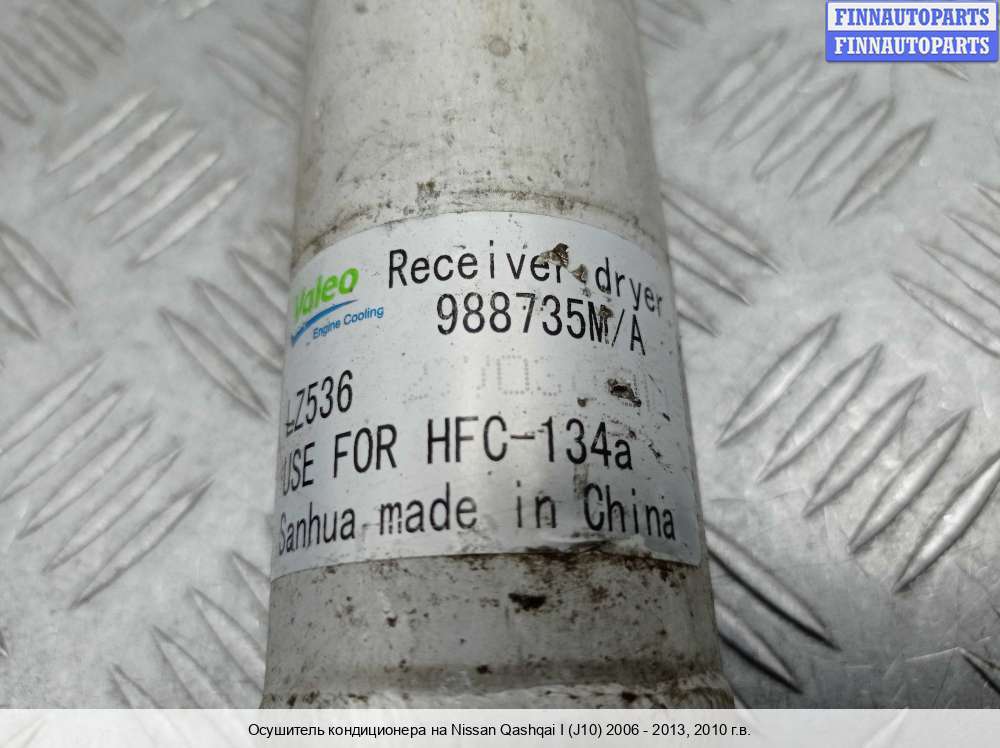 FINNAUTOPARTS
FINNAUTOPARTS
Valeo
Engine Cooling
Receiver dryer
988735M/A
LZ536
USE FOR HFC-134a
Sanhua made in China
Осушитель кондиционера на Nissan Qashqai I (J10) 2006 - 2013, 2010 г.в.